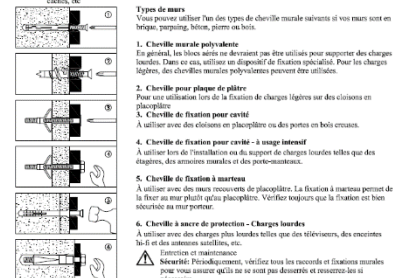 cachés, etc
Types de murs
Vous pouvez utiliser l'un des types de cheville murale suivants si vos murs sont en
brique, parpaing, béton, pierre ou bois.
1. Cheville murale polyvalente
En général, les blocs aérés ne devraient pas être utilisés pour supporter des charges
lourdes. Dans ce cas, utilisez un dispositif de fixation spécialisé. Pour les charges
légères, des chevilles murales polyvalentes peuvent être utilisées.
2. Cheville pour plaque de plâtre
Pour une utilisation lors de la fixation de charges légères sur des cloisons en
placoplâtre
3. Cheville de fixation pour cavité
À utiliser avec des cloisons en placoplâtre ou des portes en bois creuses.
4. Cheville de fixation pour cavité - à usage intensif
À utiliser lors de l'installation ou du support de charges lourdes telles que des
étagères, des armoires murales et des porte-manteaux.
5. Cheville de fixation à marteau
À utiliser avec des murs recouverts de placoplâtre. La fixation à marteau permet de
la fixer au mur plutôt qu'au placoplâtre. Vérifiez toujours que la fixation est bien
sécurisée au mur porteur.
6. Cheville à ancre de protection - Charges lourdes
À utiliser avec des charges plus lourdes telles que des téléviseurs, des enceintes
hi-fi et des antennes satellites, etc.
Entretien et maintenance
Sécurité: Périodiquement, vérifiez tous les raccords et fixations murales
pour vous assurer qu'ils ne se sont pas desserrés et resserrez-les si
1
2
3
4
5
6